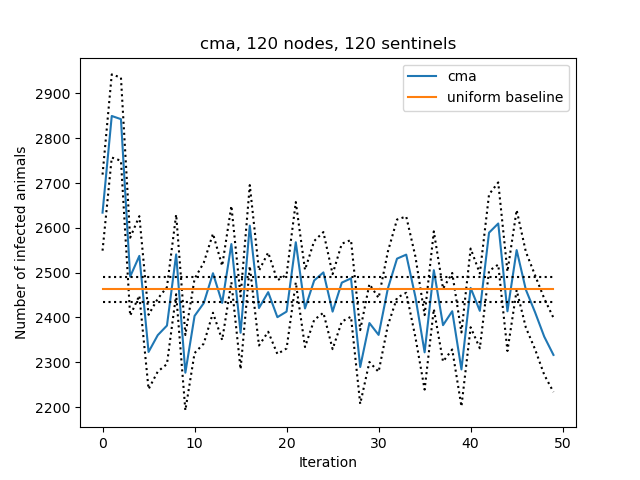 cma, 120 nodes, 120 sentinels
cma
uniform baseline
Number of infected animals
2900
2800
2700
2600
2500
2400
2300
2200
0 10 20 30 40 50
Iteration